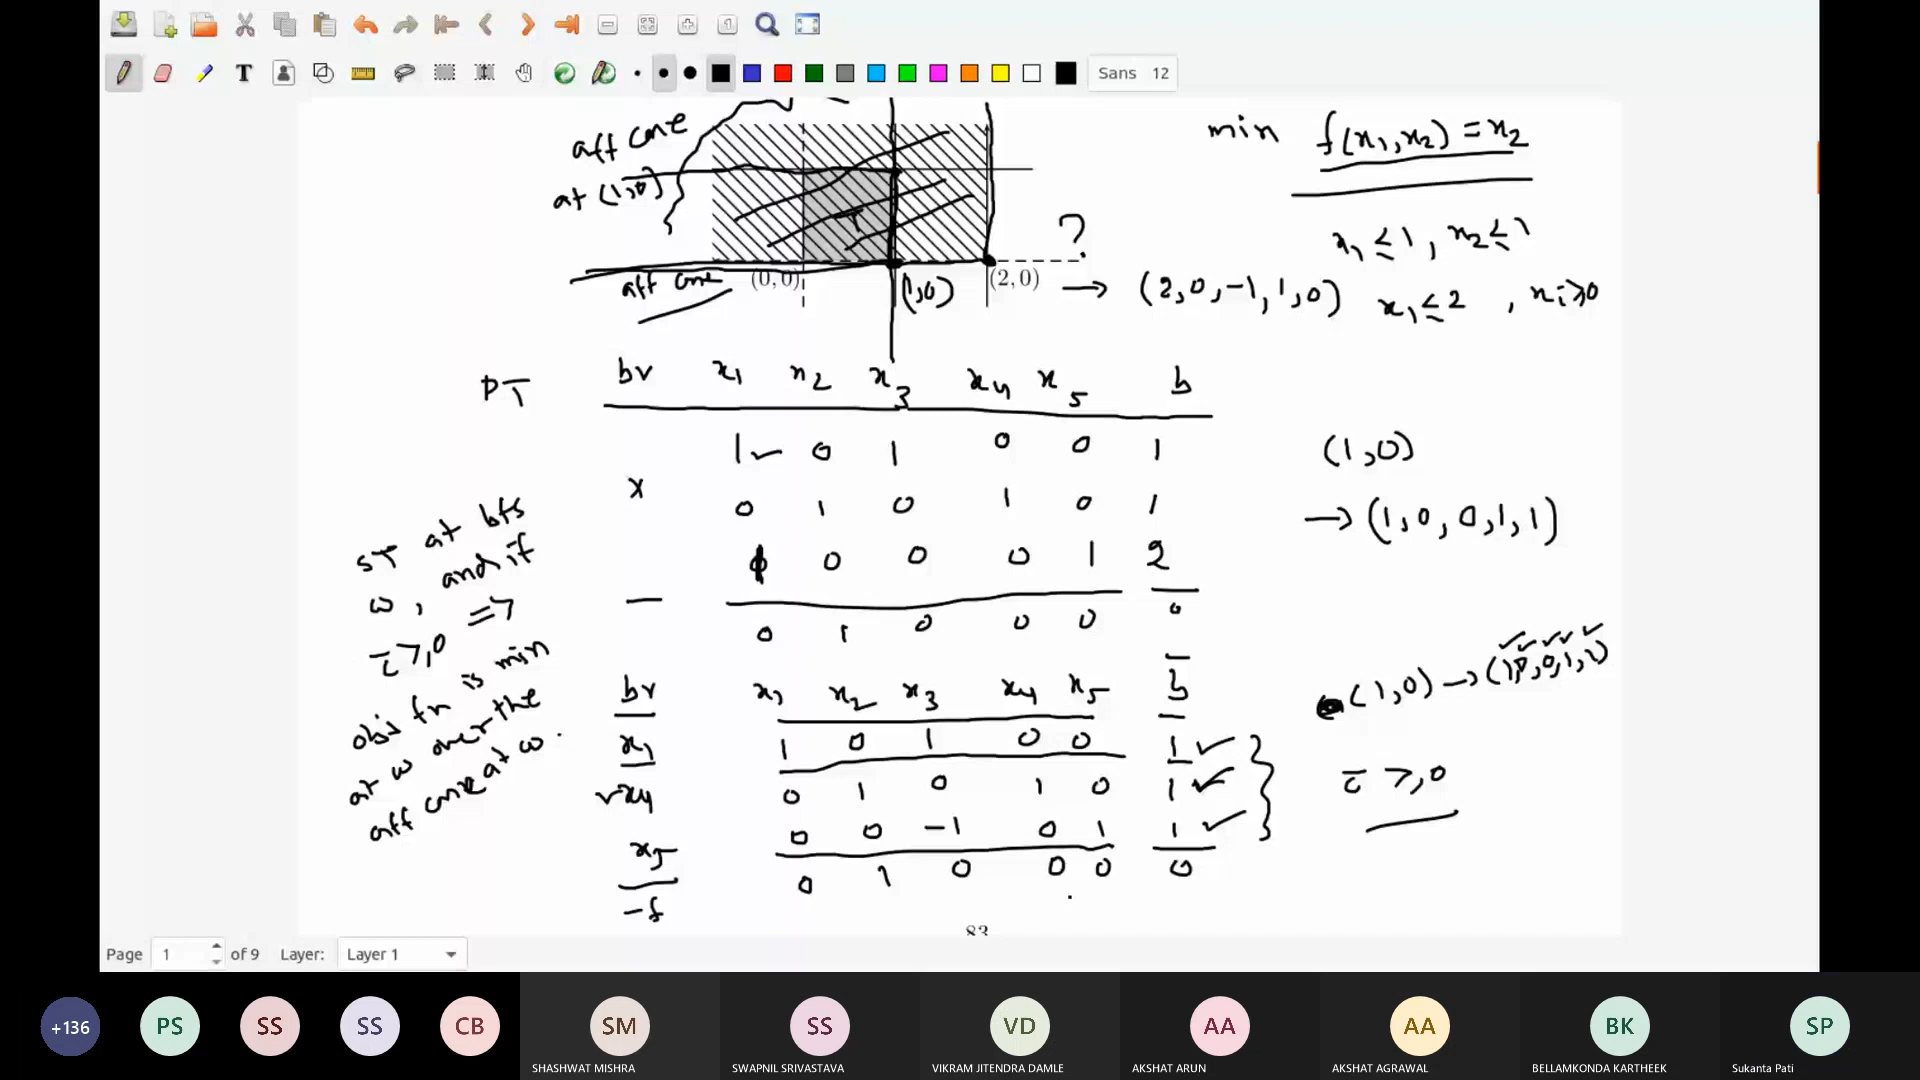 T Sans 12
aff cone
at (1,0)
min f(x1,x2) = x2
x1 ≤ 1, x2 ≤ 1
T
?
aff cone (0, 0) (1,0) (2, 0) → (2,0,-1,1,0) x1 ≤ 2, xi ≥ 0
PT bv x1 x2 x3 x4 x5 b
1 0 1 0 0 1 (1,0)
x 0 1 0 1 0 1 → (1,0,0,1,1)
0 0 0 1 2
— 0 1 0 0 0 0
ST at bfs
w, and if
c̄ ≥ 0 =>
obj fn is min
at w over the
aff cone at w.
bv x1 x2 x3 x4 x5 b̄ (1,0) →
x1 1 0 1 0 0 1
x4 0 1 0 1 0 1 c̄ ≥ 0
x5 0 0 -1 0 1 1
-f 0 1 0 0 0 0
83
Page 1 of 9 Layer: Layer 1
+136 PS SS SS CB SM SS VD AA AA BK SP
SHASHWAT MISHRA SWAPNIL SRIVASTAVA VIKRAM JITENDRA DAMLE AKSHAT ARUN AKSHAT AGRAWAL BELLAMKONDA KARTHEEK Sukanta Pati